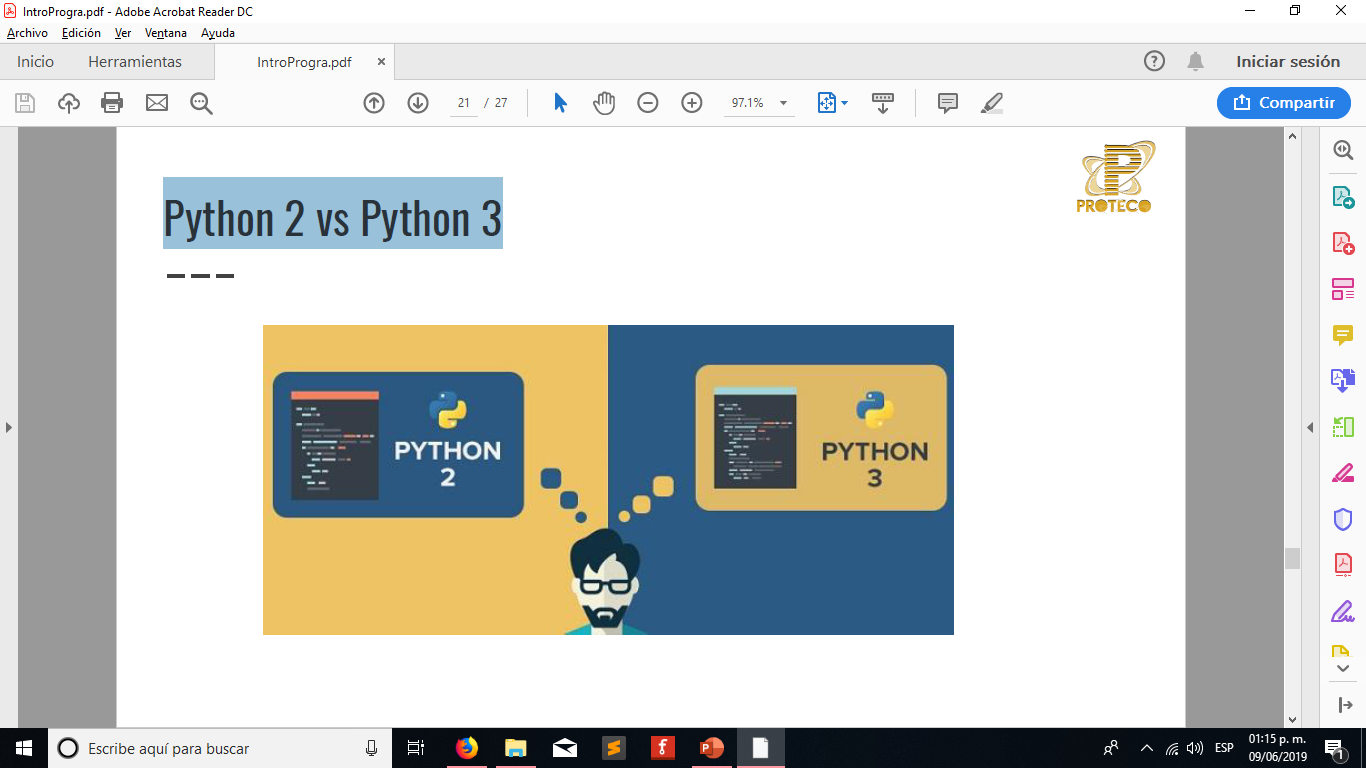 IntroProgra.pdf - Adobe Acrobat Reader DC
Archivo Edición Ver Ventana Ayuda
Inicio Herramientas IntroProgra.pdf × Iniciar sesión
21 / 27 97.1% Compartir
PROTECO
Python 2 vs Python 3
PYTHON
2
PYTHON
3
Escribe aquí para buscar
ESP
01:15 p. m.
09/06/2019
1